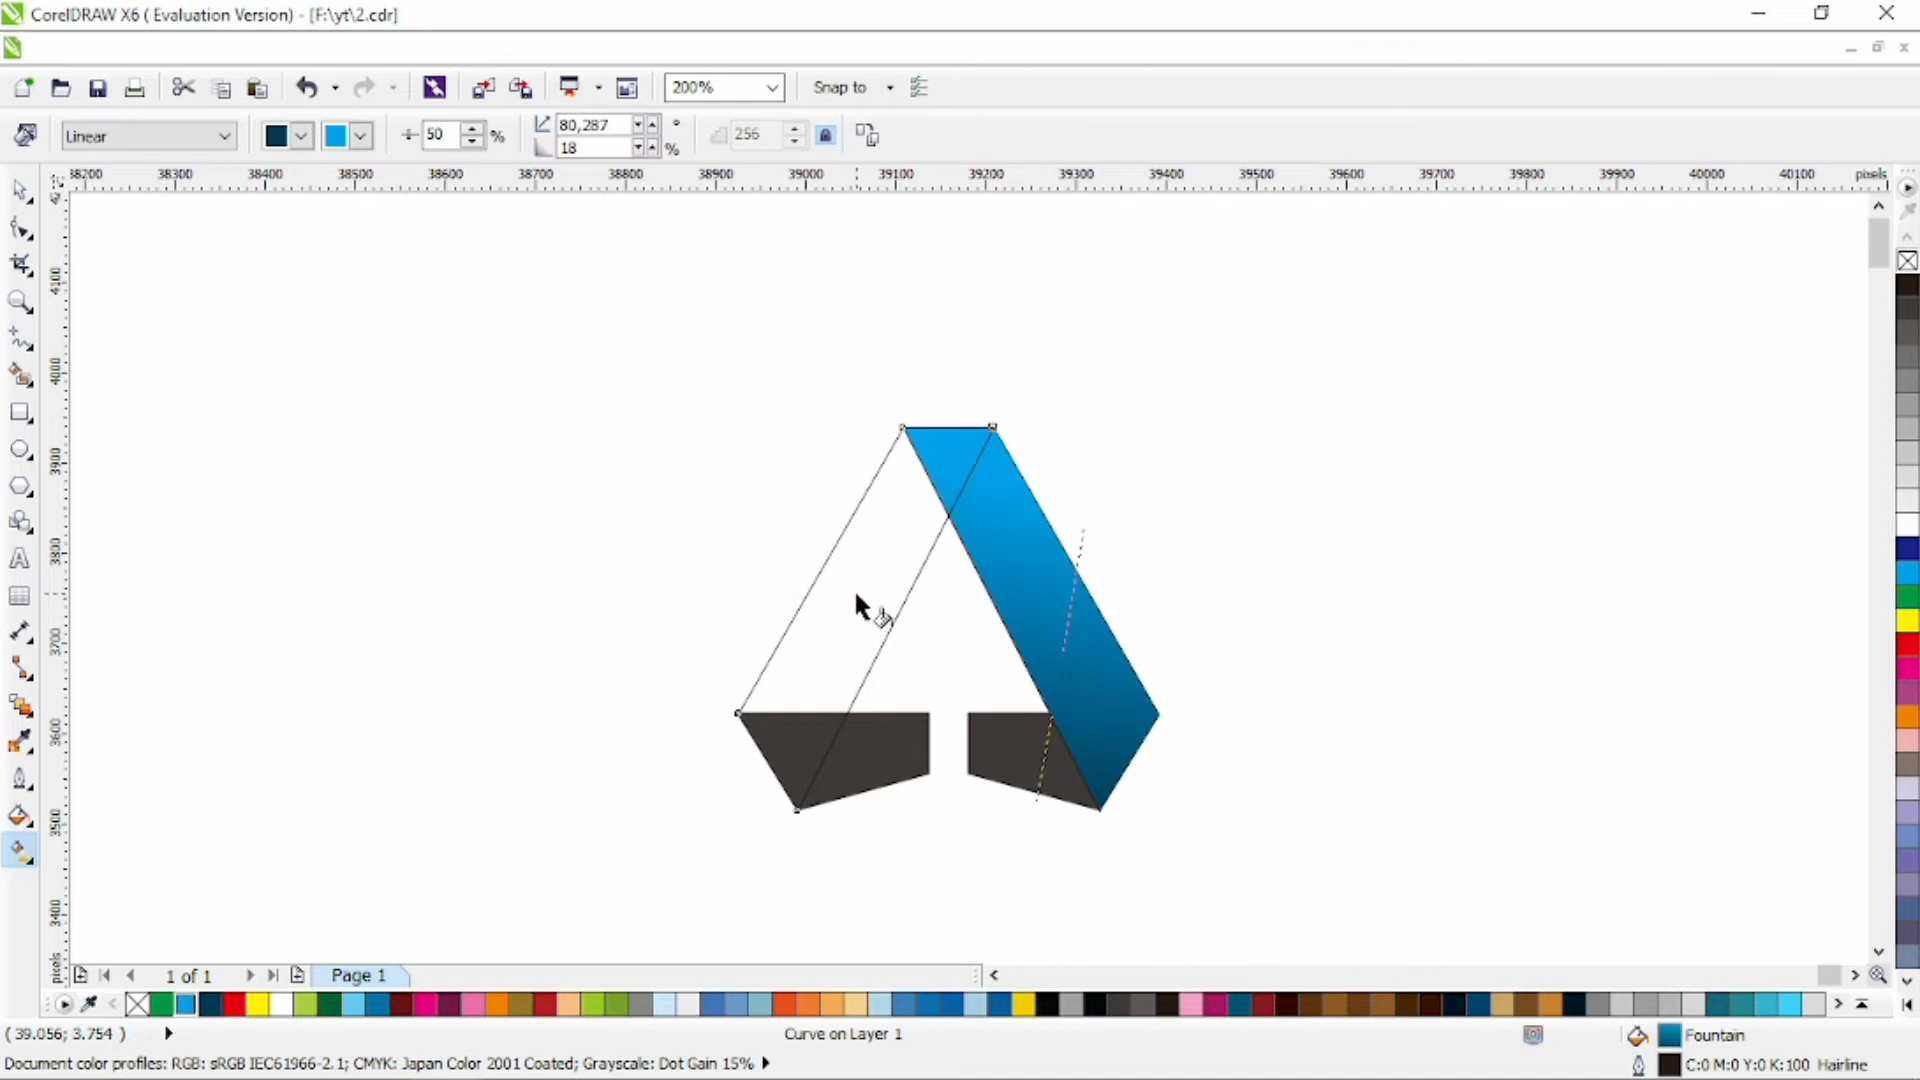 CorelDRAW X6 ( Evaluation Version) - [F:\yt\2.cdr]
200%
Snap to
Linear
50
%
80,287
°
18
%
256
38200 38300 38400 38500 38600 38700 38800 38900 39000 39100 39200 39300 39400 39500 39600 39700 39800 39900 40000 40100 pixels
4100
4000
3900
3800
3700
3600
3500
3400
pixels
1 of 1
Page 1
( 39.056; 3.754 )
Curve on Layer 1
Fountain
Document color profiles: RGB: sRGB IEC61966-2.1; CMYK: Japan Color 2001 Coated; Grayscale: Dot Gain 15%
C:0 M:0 Y:0 K:100 Hairline